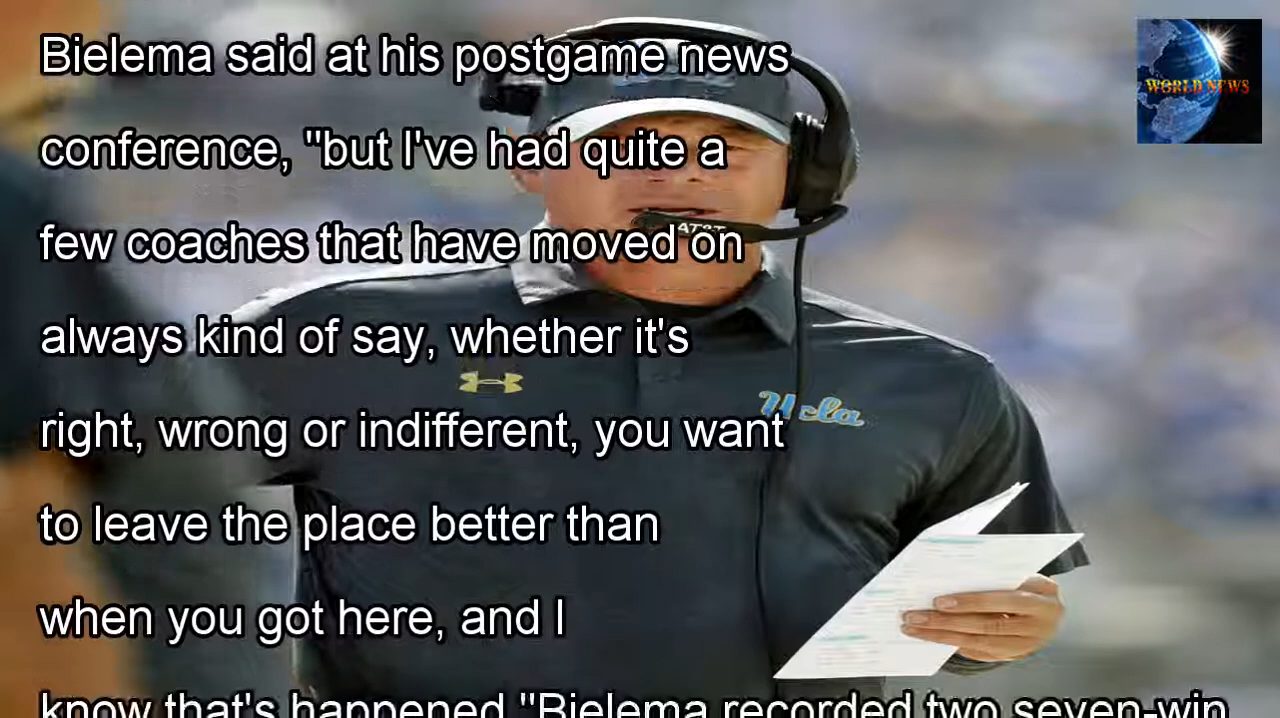 Bielema said at his postgame news
conference, "but I've had quite a
few coaches that have moved on
always kind of say, whether it's
right, wrong or indifferent, you want
to leave the place better than
when you got here, and I
know that's happened "Bielema recorded two seven-win
WORLD NEWS
AT&T
Ucla